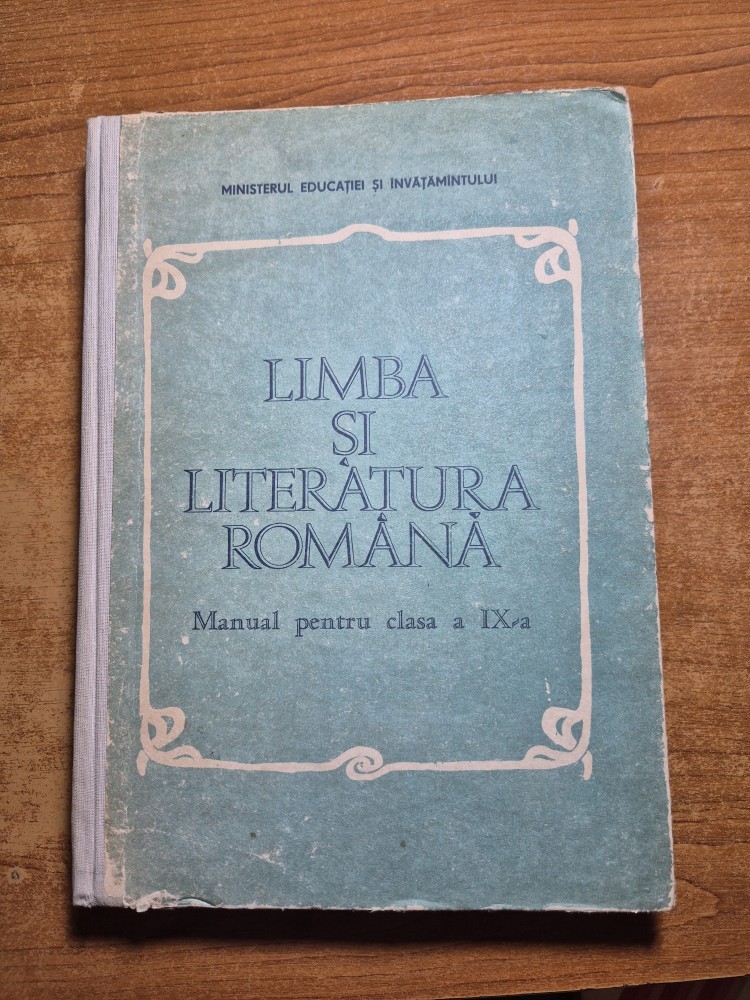 MINISTERUL EDUCAȚIEI ȘI ÎNVĂȚĂMÎNTULUI
LIMBA
ȘI
LITERATURA
ROMÂNĂ
Manual pentru clasa a IX-a